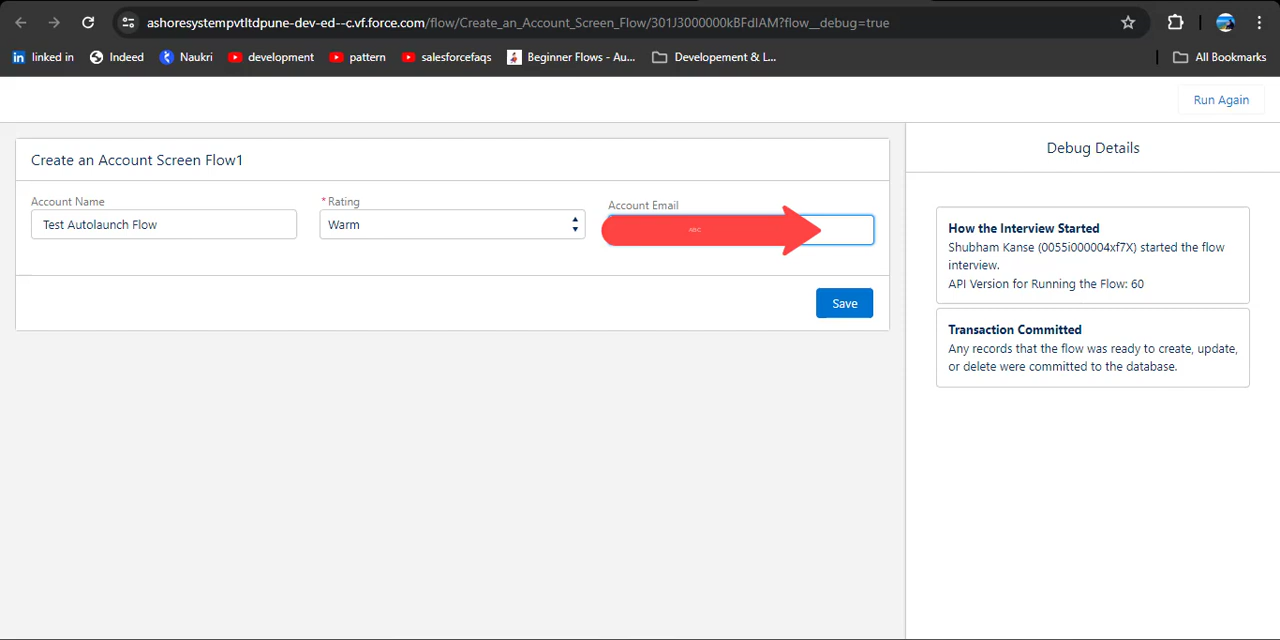 ashoresystempvtltdpune-dev-ed--c.vf.force.com/flow/Create_an_Account_Screen_Flow/301J3000000kBFdIAM?flow__debug=true
linked in Indeed Naukri development pattern salesforcefaqs Beginner Flows - Au... Developement & L... All Bookmarks
Run Again
Create an Account Screen Flow1
Account Name
Test Autolaunch Flow
*Rating
Warm
Account Email
ABC
Save
Debug Details
How the Interview Started
Shubham Kanse (0055i000004xf7X) started the flow
interview.
API Version for Running the Flow: 60
Transaction Committed
Any records that the flow was ready to create, update,
or delete were committed to the database.